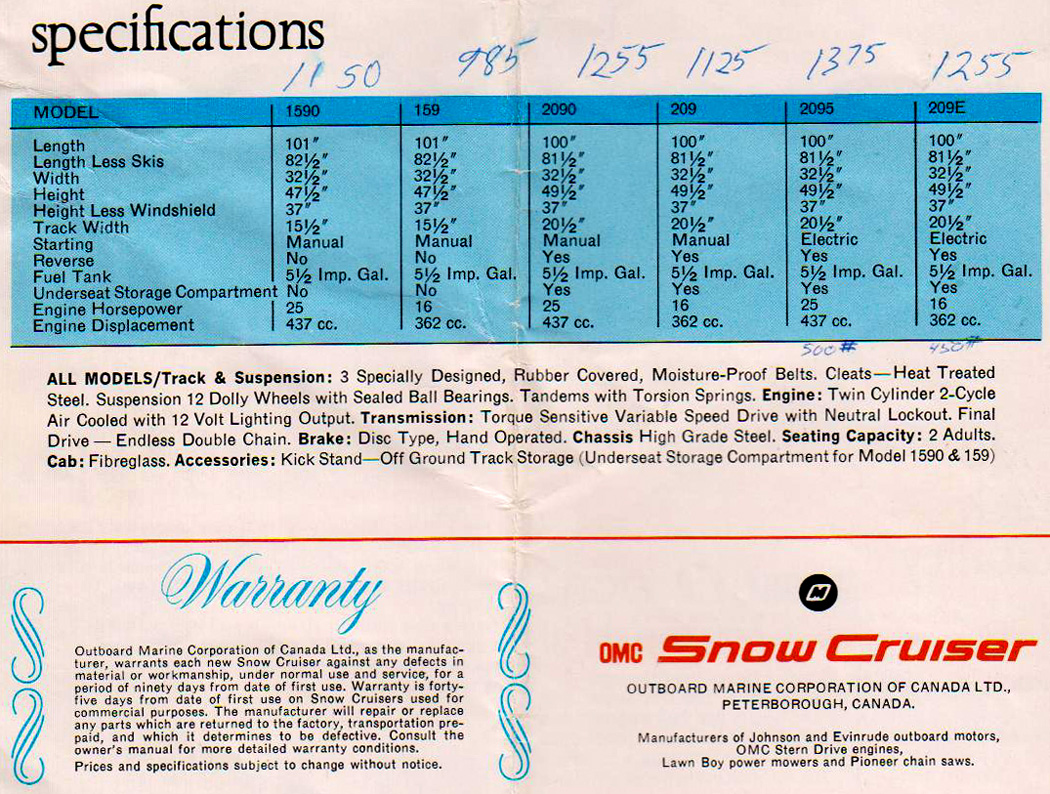 specifications
1150 985 1255 1125 1375 1255
MODEL 1590 159 2090 209 2095 209E
Length 101" 101" 100" 100" 100" 100"
Length Less Skis 82½" 82½" 81½" 81½" 81½" 81½"
Width 32½" 32½" 32½" 32½" 32½" 32½"
Height 47½" 47½" 49½" 49½" 49½" 49½"
Height Less Windshield 37" 37" 37" 37" 37" 37"
Track Width 15½" 15½" 20½" 20½" 20½" 20½"
Starting Manual Manual Manual Manual Electric Electric
Reverse No No Yes Yes Yes Yes
Fuel Tank 5½ Imp. Gal. 5½ Imp. Gal. 5½ Imp. Gal. 5½ Imp. Gal. 5½ Imp. Gal. 5½ Imp. Gal.
Underseat Storage Compartment No No Yes Yes Yes Yes
Engine Horsepower 25 16 25 16 25 16
Engine Displacement 437 cc. 362 cc. 437 cc. 362 cc. 437 cc. 362 cc.
500# 450#
ALL MODELS/Track & Suspension: 3 Specially Designed, Rubber Covered, Moisture-Proof Belts. Cleats—Heat Treated
Steel. Suspension 12 Dolly Wheels with Sealed Ball Bearings. Tandems with Torsion Springs. Engine: Twin Cylinder 2-Cycle
Air Cooled with 12 Volt Lighting Output. Transmission: Torque Sensitive Variable Speed Drive with Neutral Lockout. Final
Drive — Endless Double Chain. Brake: Disc Type, Hand Operated. Chassis High Grade Steel. Seating Capacity: 2 Adults.
Cab: Fibreglass. Accessories: Kick Stand—Off Ground Track Storage (Underseat Storage Compartment for Model 1590 & 159)
Warranty
Outboard Marine Corporation of Canada Ltd., as the manufac-
turer, warrants each new Snow Cruiser against any defects in
material or workmanship, under normal use and service, for a
period of ninety days from date of first use. Warranty is forty-
five days from date of first use on Snow Cruisers used for
commercial purposes. The manufacturer will repair or replace
any parts which are returned to the factory, transportation pre-
paid, and which it determines to be defective. Consult the
owner's manual for more detailed warranty conditions.
Prices and specifications subject to change without notice.
OMC Snow Cruiser
OUTBOARD MARINE CORPORATION OF CANADA LTD.,
PETERBOROUGH, CANADA.
Manufacturers of Johnson and Evinrude outboard motors,
OMC Stern Drive engines,
Lawn Boy power mowers and Pioneer chain saws.